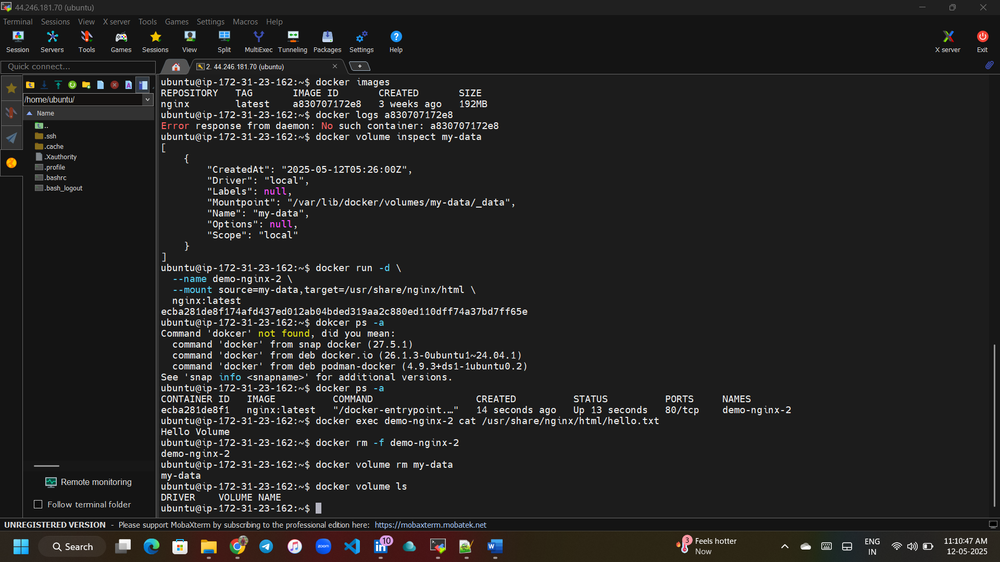 44.246.181.70 (ubuntu)
Terminal Sessions View X server Tools Games Settings Macros Help
Session Servers Tools Games Sessions View Split MultiExec Tunneling Packages Settings Help X server Exit
Quick connect...
2. 44.246.181.70 (ubuntu)
/home/ubuntu/
Name
..
.ssh
.cache
.Xauthority
.profile
.bashrc
.bash_logout
Remote monitoring
Follow terminal folder
ubuntu@ip-172-31-23-162:~$ docker images
REPOSITORY   TAG       IMAGE ID       CREATED       SIZE
nginx        latest    a830707172e8   3 weeks ago   192MB
ubuntu@ip-172-31-23-162:~$ docker logs a830707172e8
Error response from daemon: No such container: a830707172e8
ubuntu@ip-172-31-23-162:~$ docker volume inspect my-data
[
    {
        "CreatedAt": "2025-05-12T05:26:00Z",
        "Driver": "local",
        "Labels": null,
        "Mountpoint": "/var/lib/docker/volumes/my-data/_data",
        "Name": "my-data",
        "Options": null,
        "Scope": "local"
    }
]
ubuntu@ip-172-31-23-162:~$ docker run -d \
  --name demo-nginx-2 \
  --mount source=my-data,target=/usr/share/nginx/html \
  nginx:latest
ecba281de8f174afd437ed012ab04bded319aa2c880ed110dff74a37bd7ff65e
ubuntu@ip-172-31-23-162:~$ dokcer ps -a
Command 'dokcer' not found, did you mean:
  command 'docker' from snap docker (27.5.1)
  command 'docker' from deb docker.io (26.1.3-0ubuntu1~24.04.1)
  command 'docker' from deb podman-docker (4.9.3+ds1-1ubuntu0.2)
See 'snap info <snapname>' for additional versions.
ubuntu@ip-172-31-23-162:~$ docker ps -a
CONTAINER ID   IMAGE          COMMAND                  CREATED          STATUS          PORTS     NAMES
ecba281de8f1   nginx:latest   "/docker-entrypoint.…"   14 seconds ago   Up 13 seconds   80/tcp    demo-nginx-2
ubuntu@ip-172-31-23-162:~$ docker exec demo-nginx-2 cat /usr/share/nginx/html/hello.txt
Hello Volume
ubuntu@ip-172-31-23-162:~$ docker rm -f demo-nginx-2
demo-nginx-2
ubuntu@ip-172-31-23-162:~$ docker volume rm my-data
my-data
ubuntu@ip-172-31-23-162:~$ docker volume ls
DRIVER    VOLUME NAME
ubuntu@ip-172-31-23-162:~$
UNREGISTERED VERSION - Please support MobaXterm by subscribing to the professional edition here: https://mobaxterm.mobatek.net
Search
zoom
10
3
Feels hotter
Now
ENG
IN
11:10:47 AM
12-05-2025